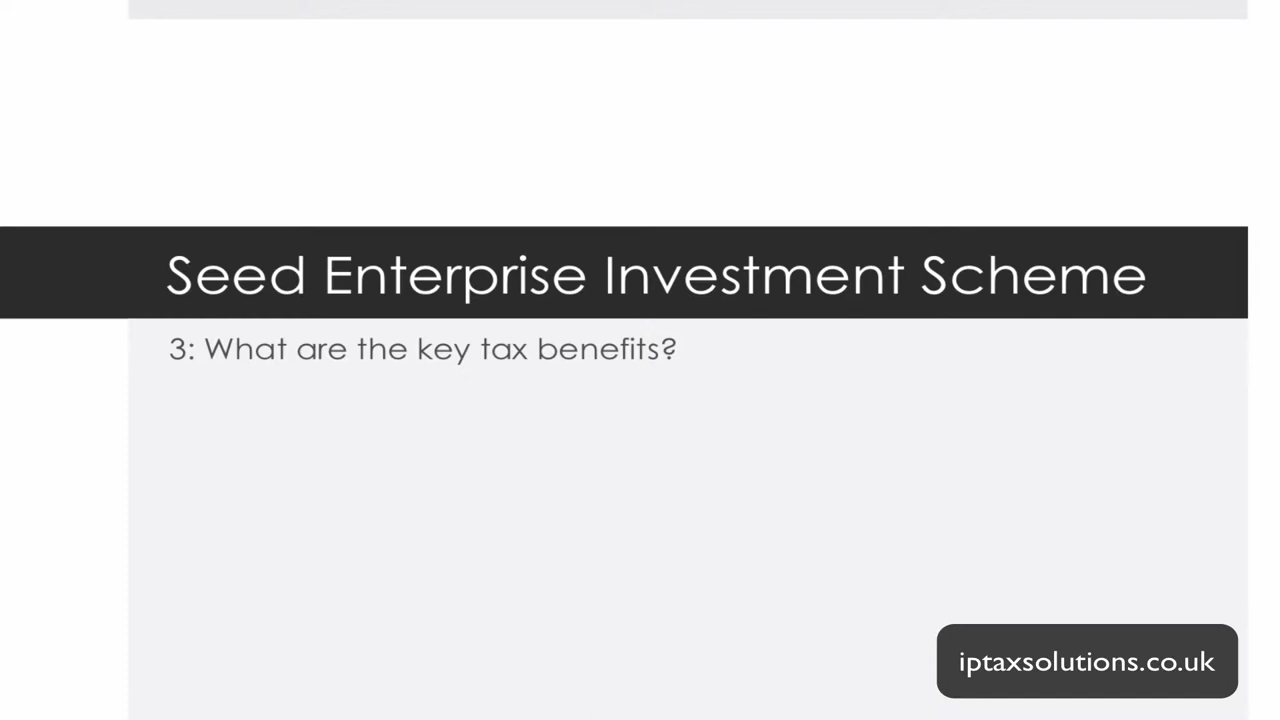 Seed Enterprise Investment Scheme
3: What are the key tax benefits?
iptaxsolutions.co.uk